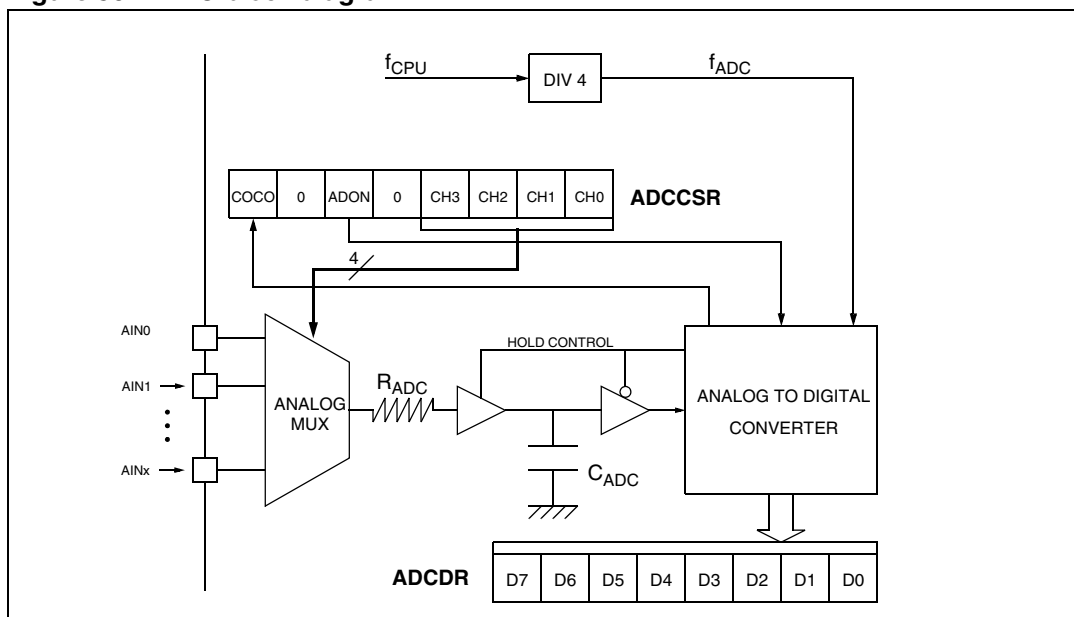 fCPU
DIV 4
fADC
COCO 0 ADON 0 CH3 CH2 CH1 CH0 ADCCSR
4
AIN0
HOLD CONTROL
RADC
AIN1
ANALOG
MUX
ANALOG TO DIGITAL
CONVERTER
AINx
CADC
ADCDR D7 D6 D5 D4 D3 D2 D1 D0